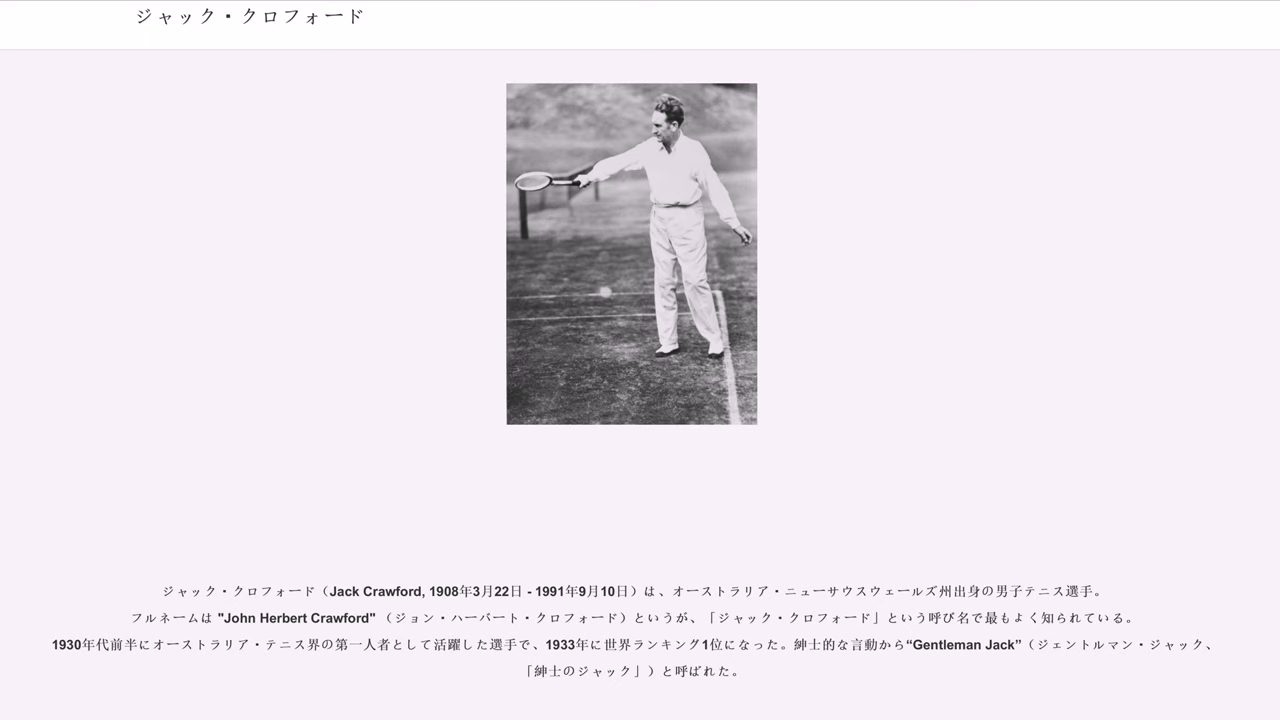 ジャック・クロフォード
ジャック・クロフォード（Jack Crawford, 1908年3月22日 - 1991年9月10日）は、オーストラリア・ニューサウスウェールズ州出身の男子テニス選手。
フルネームは "John Herbert Crawford" （ジョン・ハーバート・クロフォード）というが、「ジャック・クロフォード」という呼び名で最もよく知られている。
1930年代前半にオーストラリア・テニス界の第一人者として活躍した選手で、1933年に世界ランキング1位になった。紳士的な言動から“Gentleman Jack”（ジェントルマン・ジャック、
「紳士のジャック」）と呼ばれた。